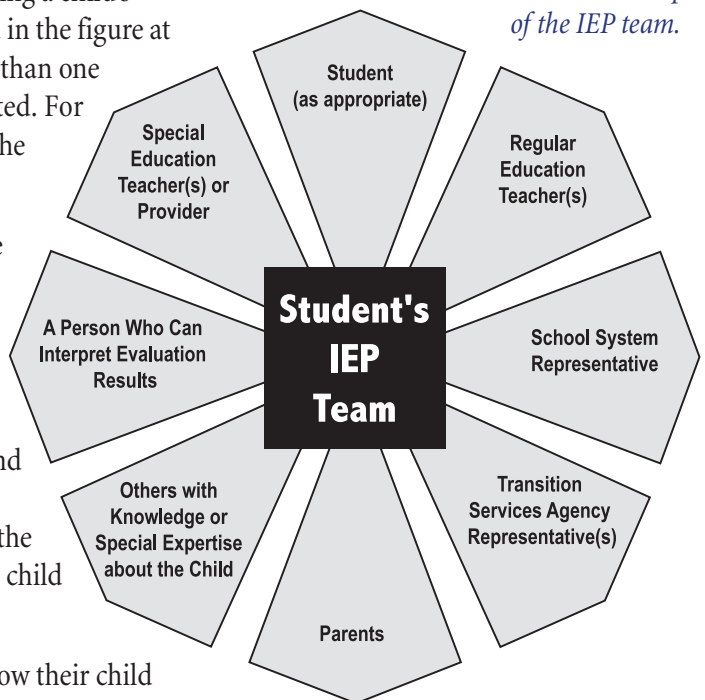 of the IEP team.
in the figure at
than one
ted. For
he
nd
the
child
ow their child
Student
(as appropriate)
Regular
Education
Teacher(s)
School System
Representative
Transition
Services Agency
Representative(s)
Parents
Others with
Knowledge or
Special Expertise
about the Child
A Person Who Can
Interpret Evaluation
Results
Special
Education
Teacher(s) or
Provider
Student's
IEP
Team